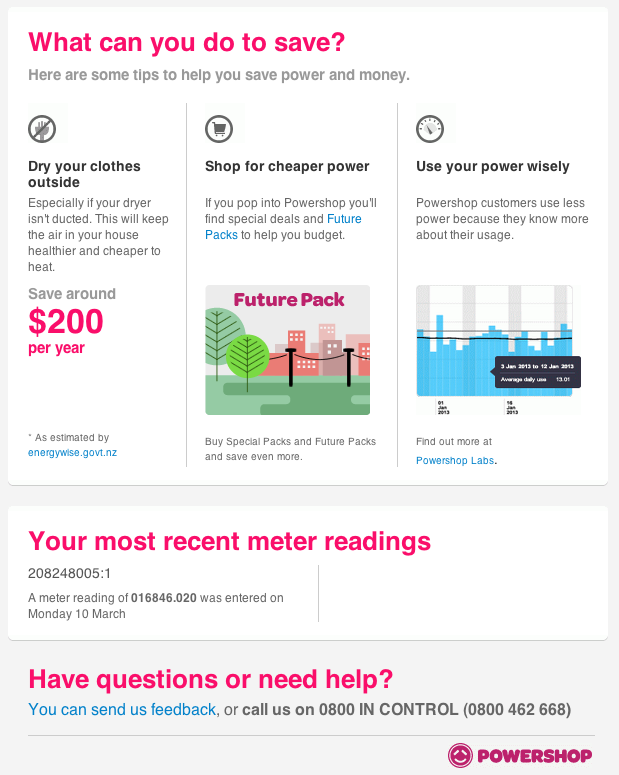 What can you do to save?
Here are some tips to help you save power and money.
Dry your clothes
outside
Especially if your dryer
isn't ducted. This will keep
the air in your house
healthier and cheaper to
heat.
Save around
$200
per year
* As estimated by
energywise.govt.nz
Shop for cheaper power
If you pop into Powershop you'll
find special deals and Future
Packs to help you budget.
Future Pack
Buy Special Packs and Future Packs
and save even more.
Use your power wisely
Powershop customers use less
power because they know more
about their usage.
3 Jan 2013 to 12 Jan 2013
Average daily use 13.01
01
Jan
2013
16
Jan
2013
Find out more at
Powershop Labs.
Your most recent meter readings
208248005:1
A meter reading of 016846.020 was entered on
Monday 10 March
Have questions or need help?
You can send us feedback, or call us on 0800 IN CONTROL (0800 462 668)
POWERSHOP